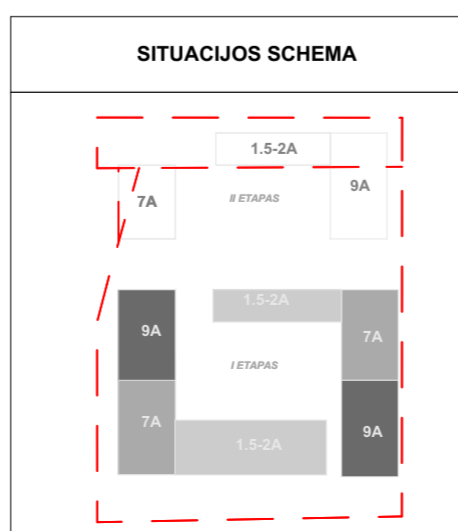 SITUACIJOS SCHEMA
1.5-2A
9A
7A
II ETAPAS
1.5-2A
9A
7A
I ETAPAS
7A
9A
1.5-2A